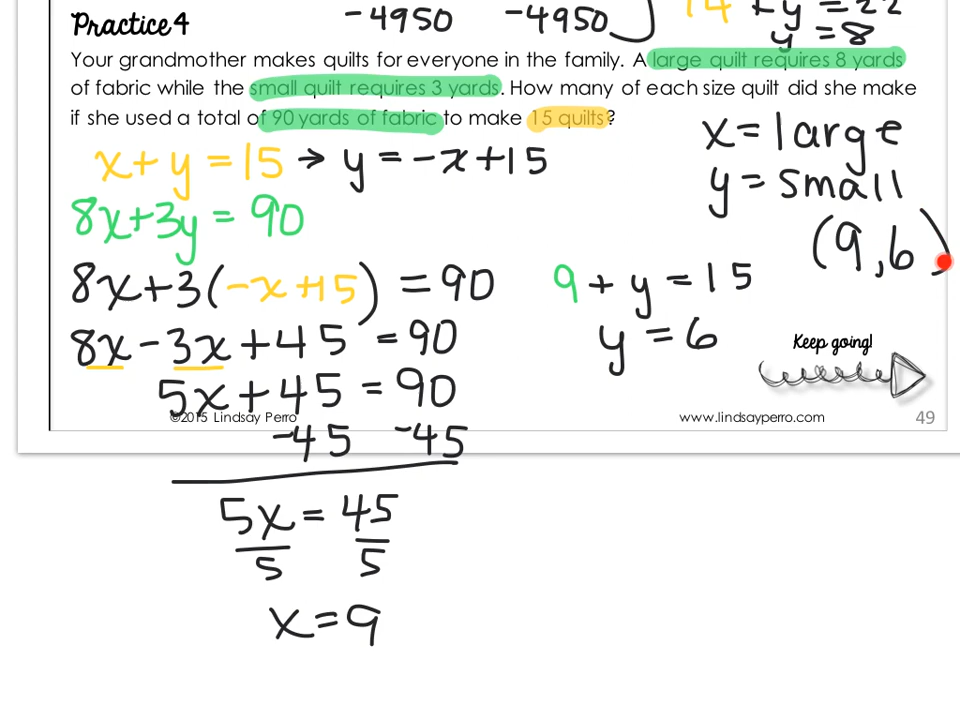 Practice 4
-4950 -4950
14 + y = 22
y = 8
Your grandmother makes quilts for everyone in the family. A large quilt requires 8 yards
of fabric while the small quilt requires 3 yards. How many of each size quilt did she make
if she used a total of 90 yards of fabric to make 15 quilts?
x = large
y = small
(9,6)
x + y = 15 → y = -x + 15
8x + 3y = 90
8x + 3(-x + 15) = 90
8x - 3x + 45 = 90
5x + 45 = 90
-45 -45
5x = 45
5 5
x = 9
9 + y = 15
y = 6
Keep going!
©2015 Lindsay Perro
www.lindsayperro.com
49